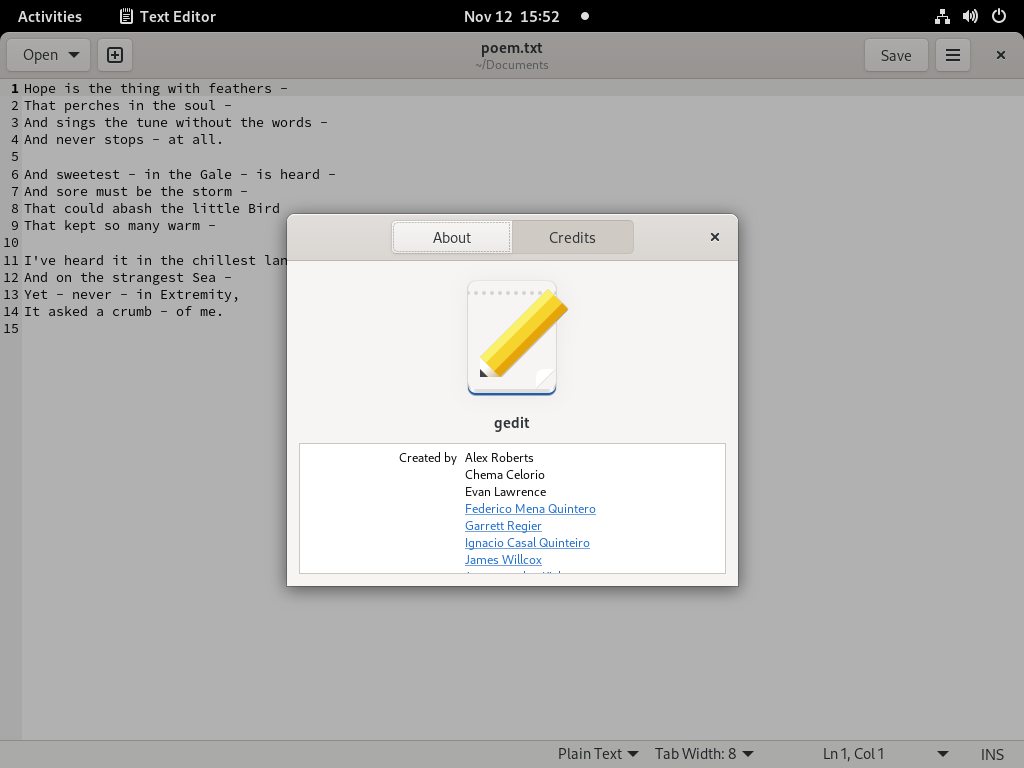 Activities Text Editor Nov 12 15:52
Open poem.txt Save
~/Documents
1 Hope is the thing with feathers –
2 That perches in the soul –
3 And sings the tune without the words –
4 And never stops – at all.
5
6 And sweetest – in the Gale – is heard –
7 And sore must be the storm –
8 That could abash the little Bird
9 That kept so many warm –
10
11 I've heard it in the chillest
12 And on the strangest Sea –
13 Yet – never – in Extremity,
14 It asked a crumb – of me.
15
About Credits
gedit
Created by Alex Roberts
Chema Celorio
Evan Lawrence
Federico Mena Quintero
Garrett Regier
Ignacio Casal Quinteiro
James Willcox
Plain Text Tab Width: 8 Ln 1, Col 1 INS